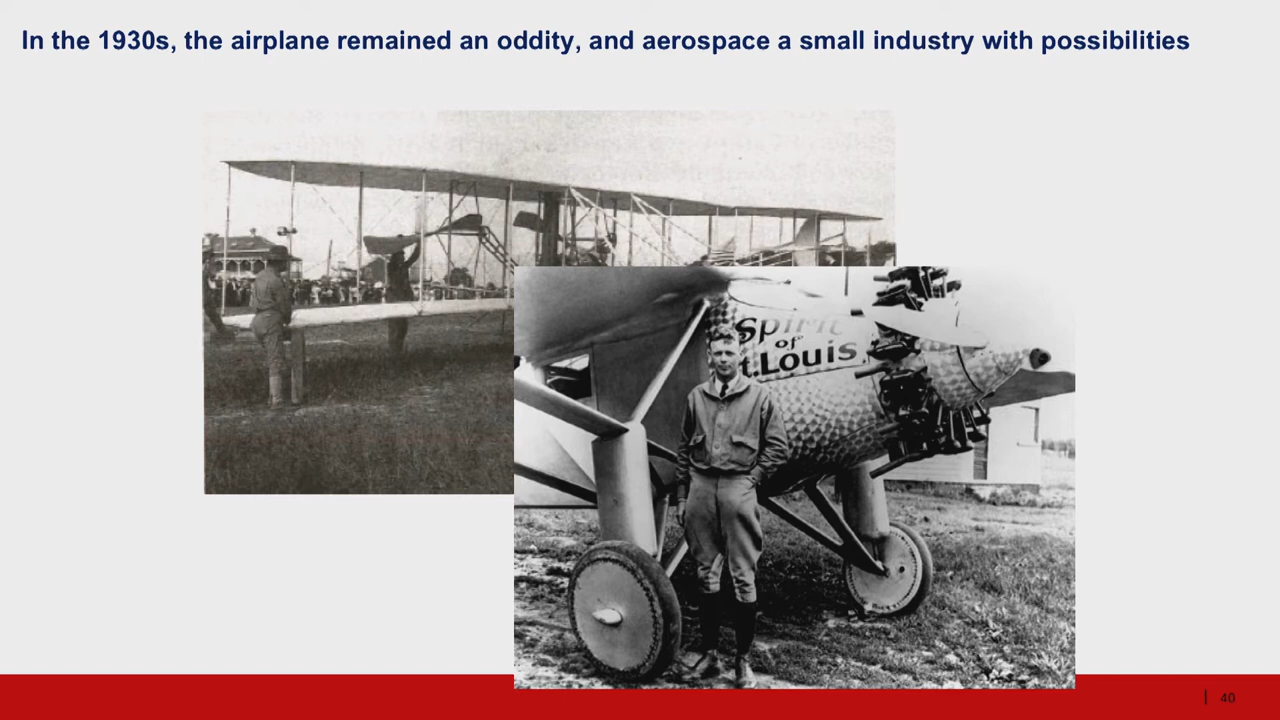 In the 1930s, the airplane remained an oddity, and aerospace a small industry with possibilities
Spirit
of
t.Louis
40